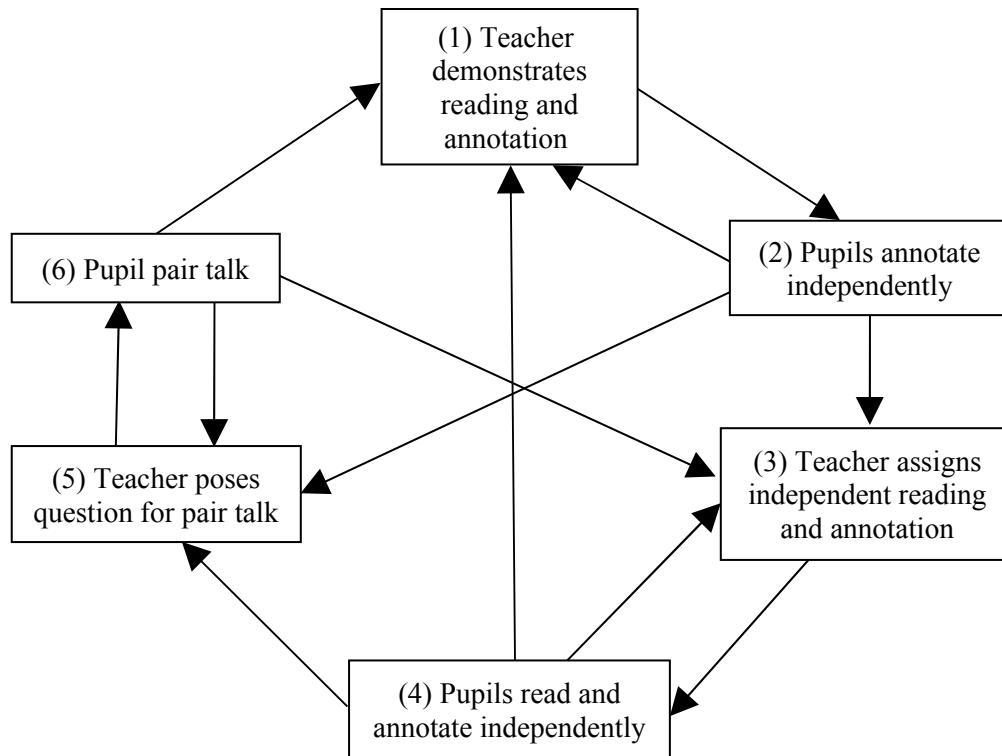 (1) Teacher
demonstrates
reading and
annotation
(2) Pupils annotate
independently
(3) Teacher assigns
independent reading
and annotation
(4) Pupils read and
annotate independently
(5) Teacher poses
question for pair talk
(6) Pupil pair talk